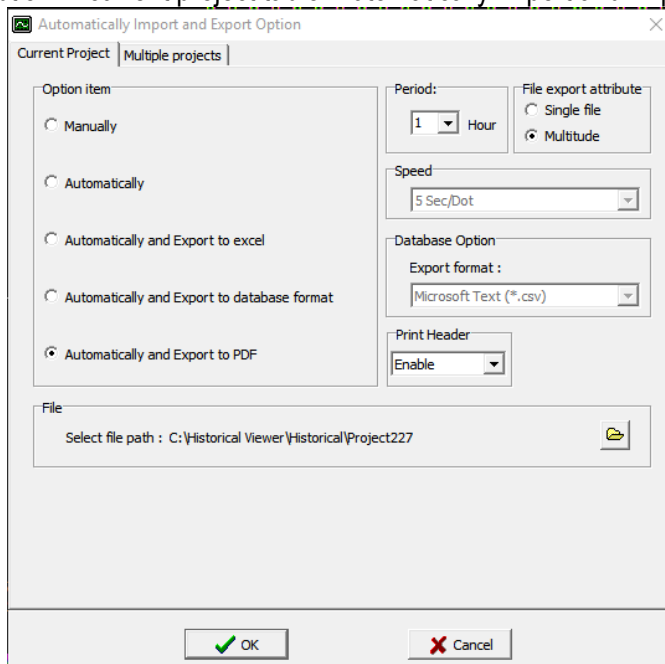 Automatically Import and Export Option
Current Project
Multiple projects
Option item
Manually
Automatically
Automatically and Export to excel
Automatically and Export to database format
Automatically and Export to PDF
Period:
1 Hour
File export attribute
Single file
Multitude
Speed
5 Sec/Dot
Database Option
Export format :
Microsoft Text (*.csv)
Print Header
Enable
File
Select file path : C:\Historical Viewer\Historical\Project227
OK
Cancel